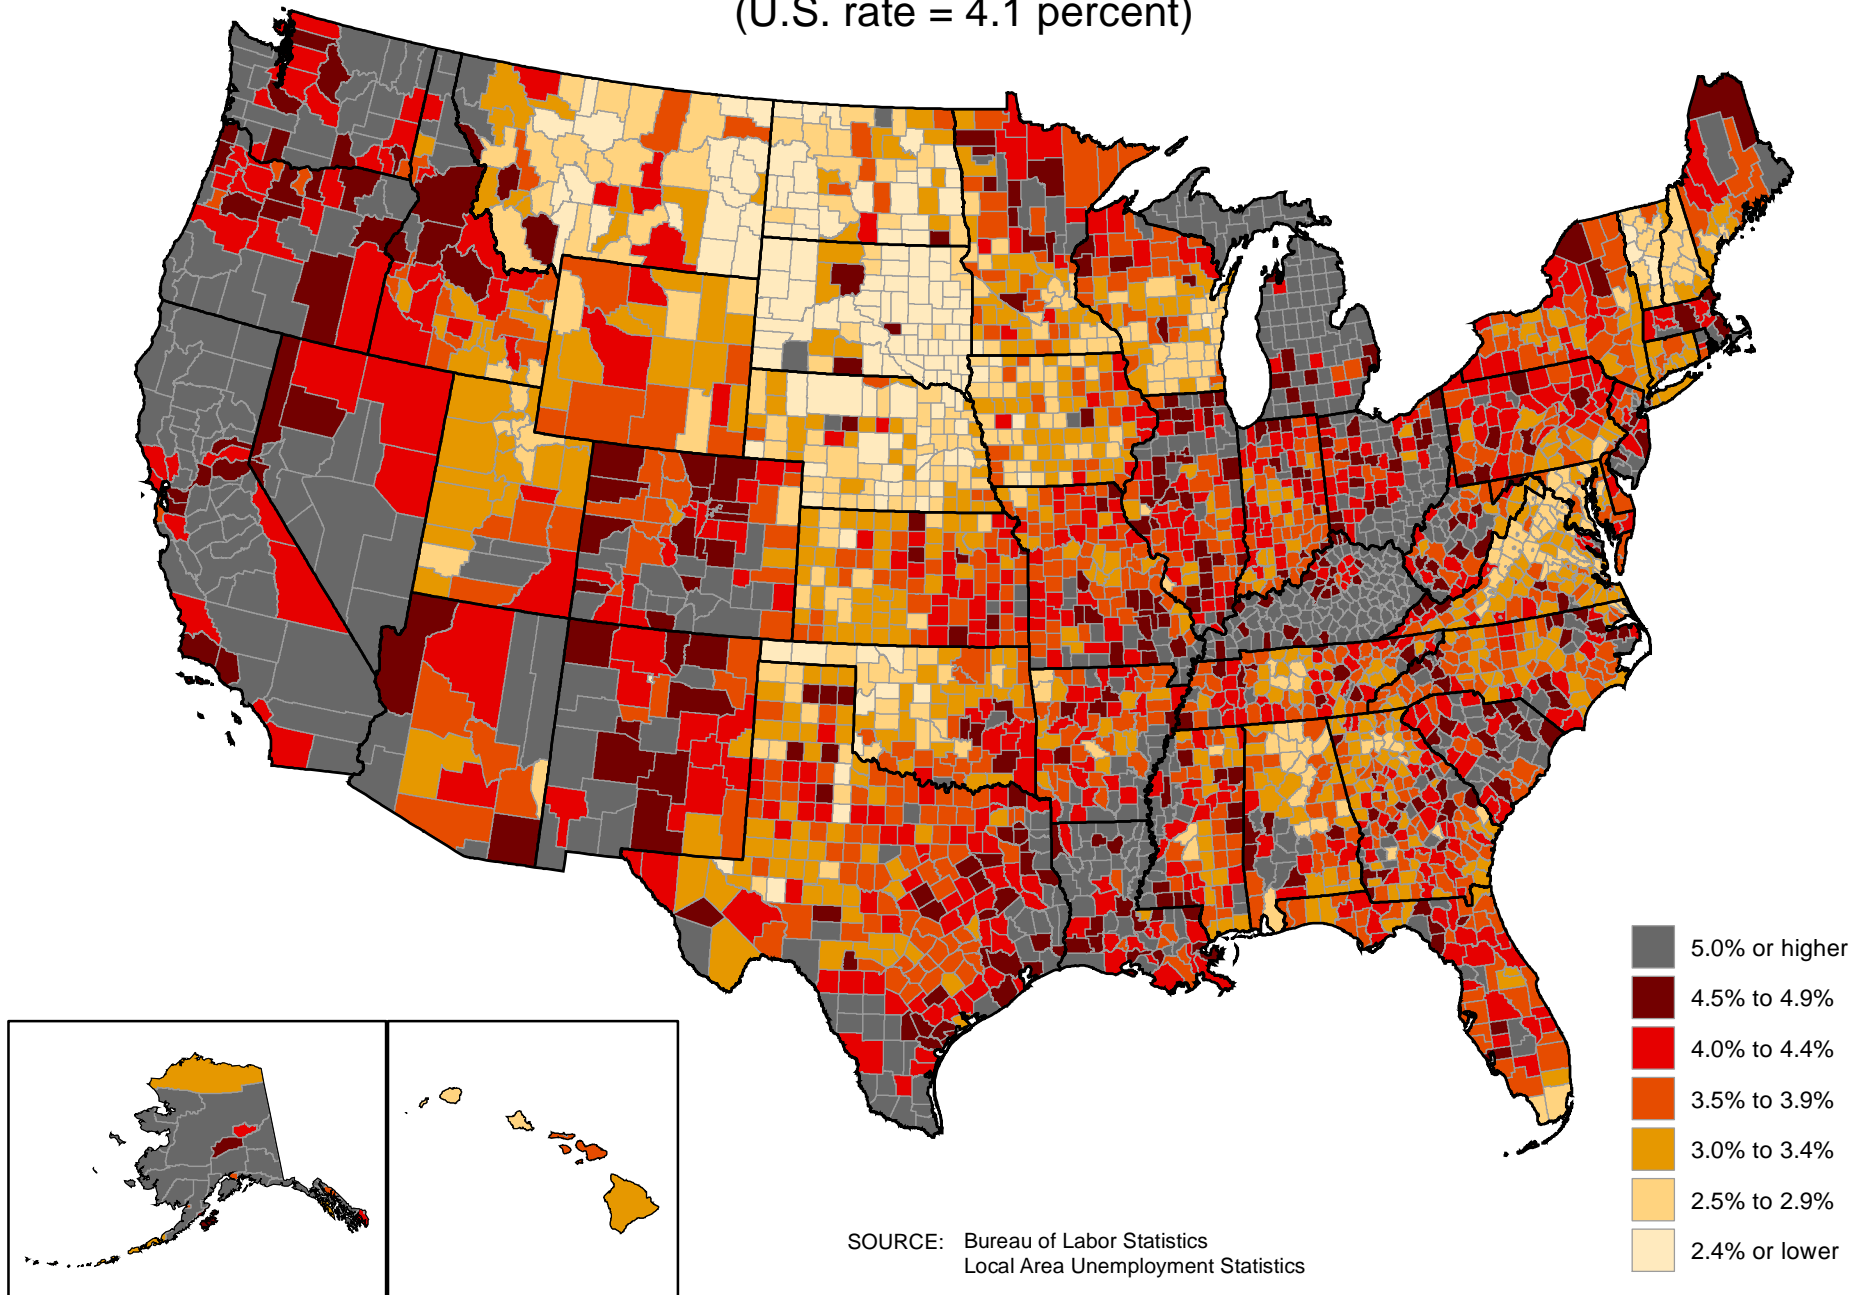 (U.S. rate = 4.1 percent)
5.0% or higher
4.5% to 4.9%
4.0% to 4.4%
3.5% to 3.9%
3.0% to 3.4%
2.5% to 2.9%
2.4% or lower
SOURCE: Bureau of Labor Statistics
Local Area Unemployment Statistics